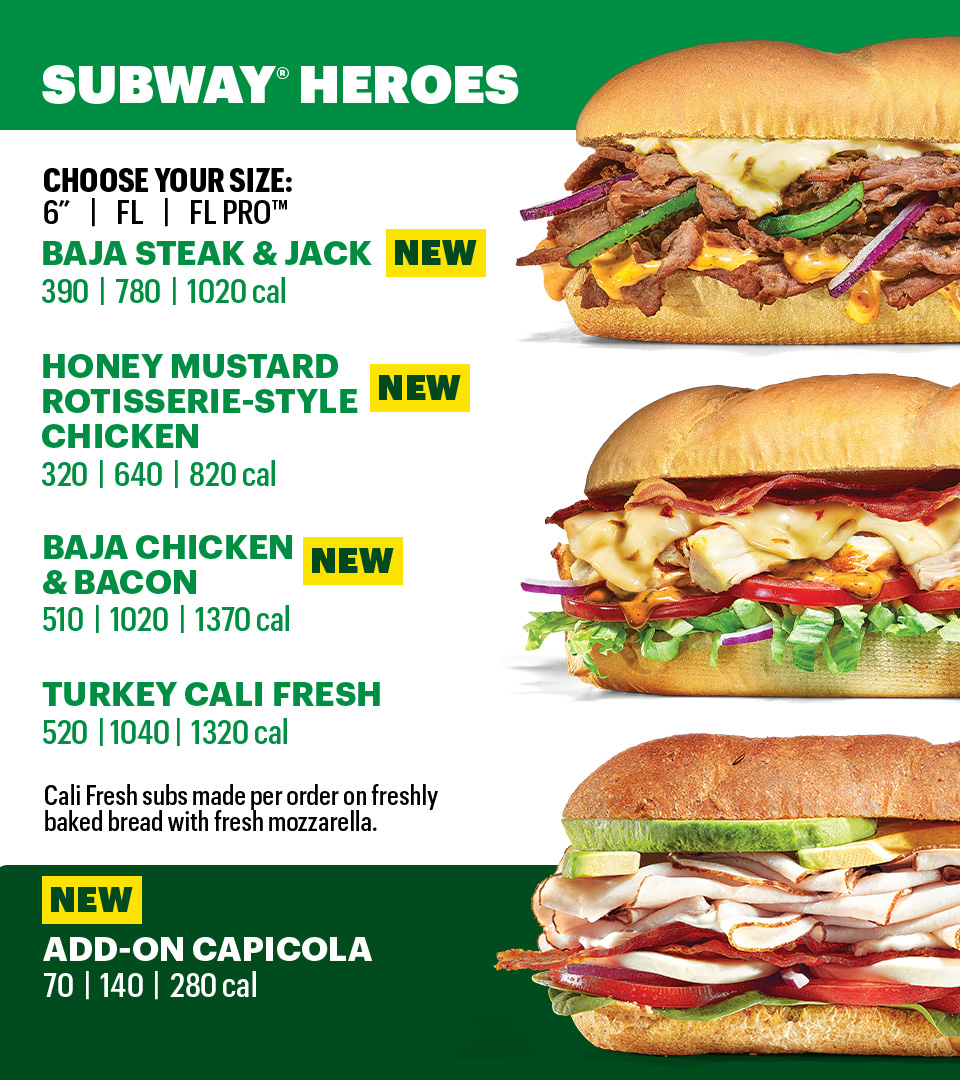 SUBWAY® HEROES
CHOOSE YOUR SIZE:
6” | FL | FL PRO™
BAJA STEAK & JACK NEW
390 | 780 | 1020 cal
HONEY MUSTARD
ROTISSERIE-STYLE NEW
CHICKEN
320 | 640 | 820 cal
BAJA CHICKEN NEW
& BACON
510 | 1020 | 1370 cal
TURKEY CALI FRESH
520 | 1040 | 1320 cal
Cali Fresh subs made per order on freshly
baked bread with fresh mozzarella.
NEW
ADD-ON CAPICOLA
70 | 140 | 280 cal